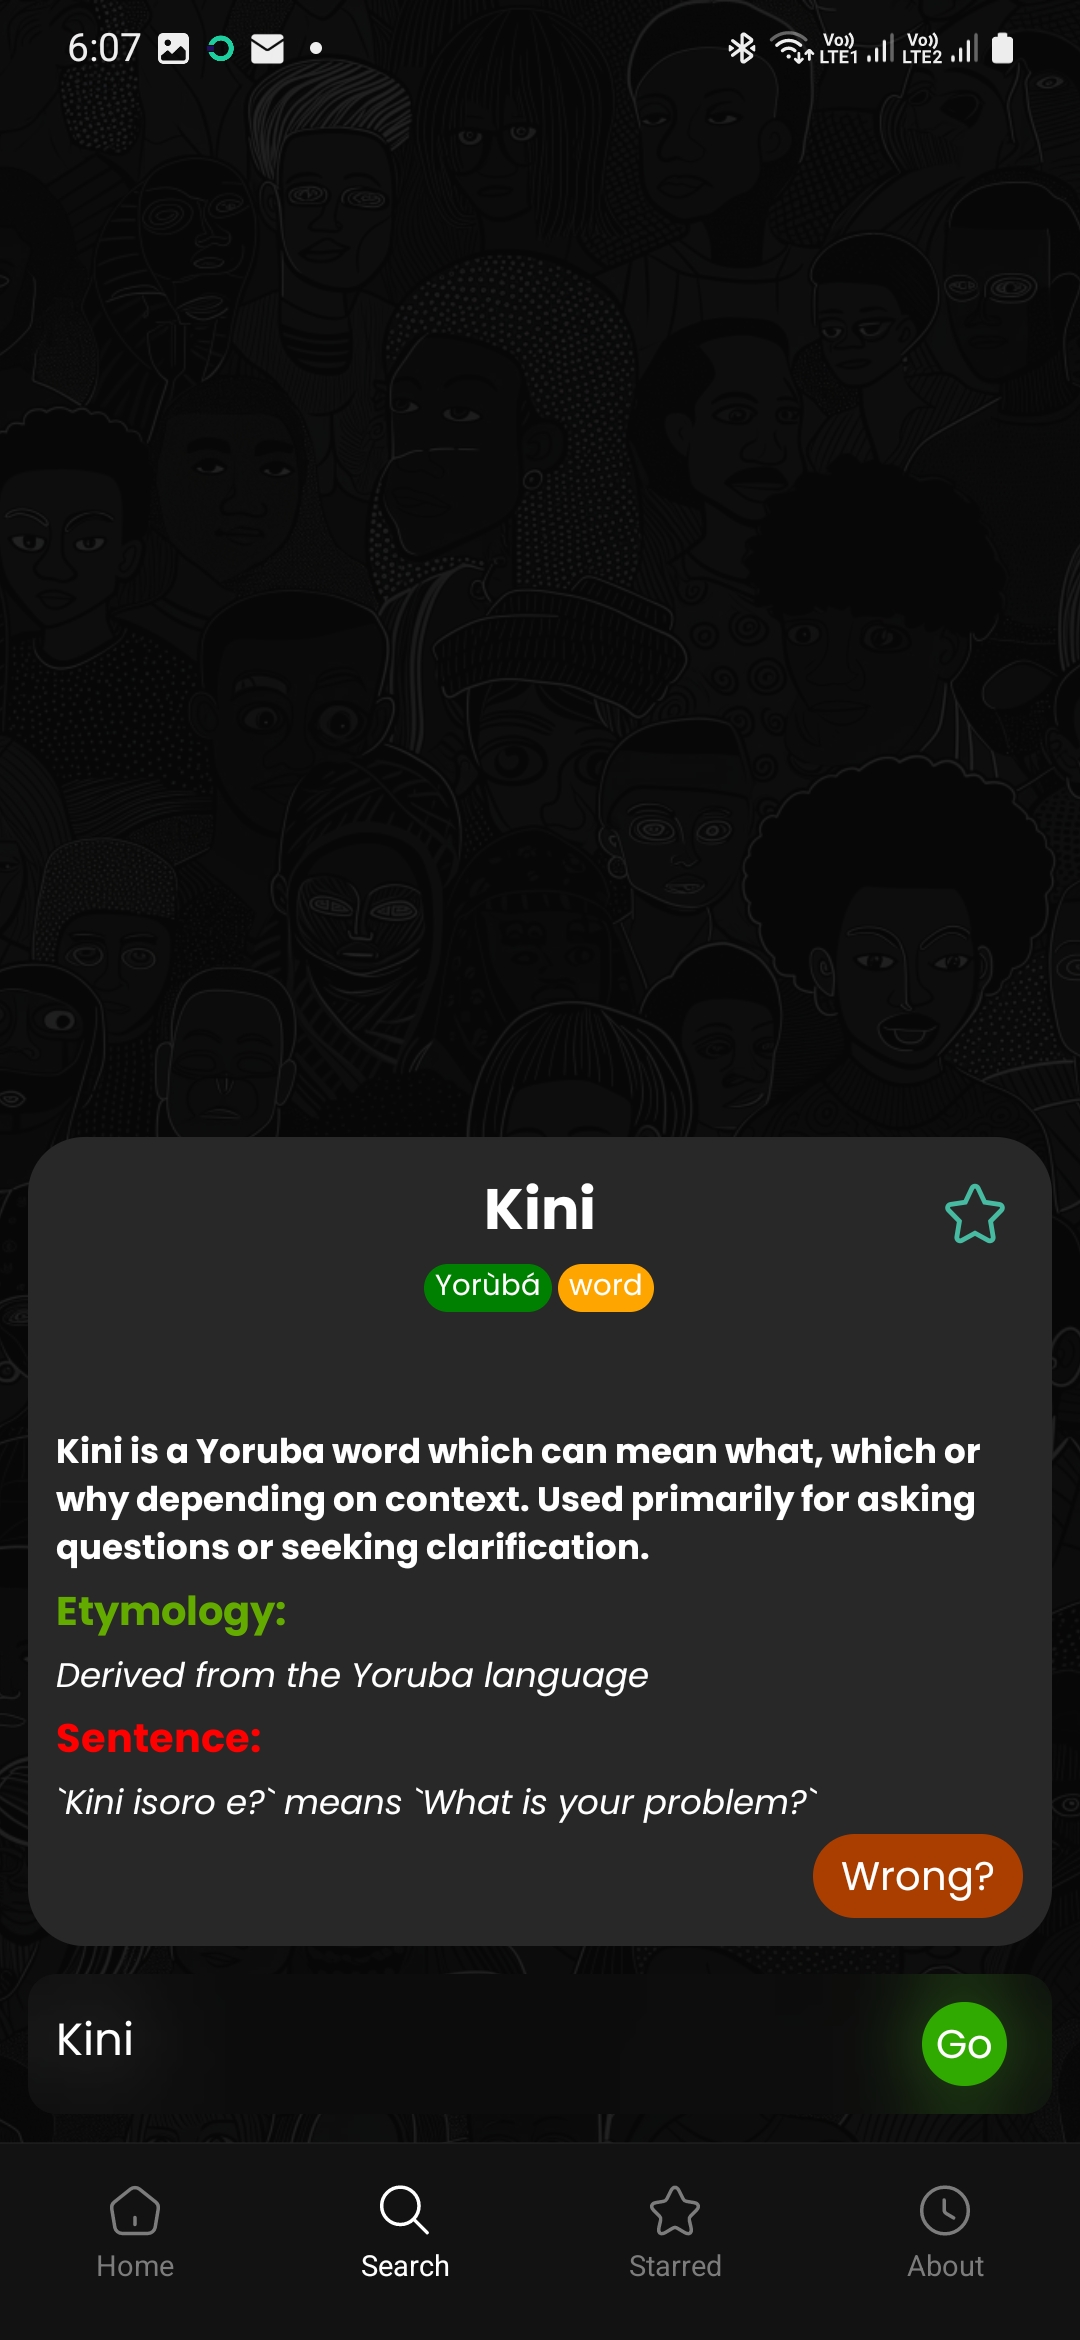 6:07
Vo)) LTE1 Vo)) LTE2
Kini
Yorùbá word
Kini is a Yoruba word which can mean what, which or
why depending on context. Used primarily for asking
questions or seeking clarification.
Etymology:
Derived from the Yoruba language
Sentence:
`Kini isoro e?` means `What is your problem?`
Wrong?
Kini
Go
Home Search Starred About